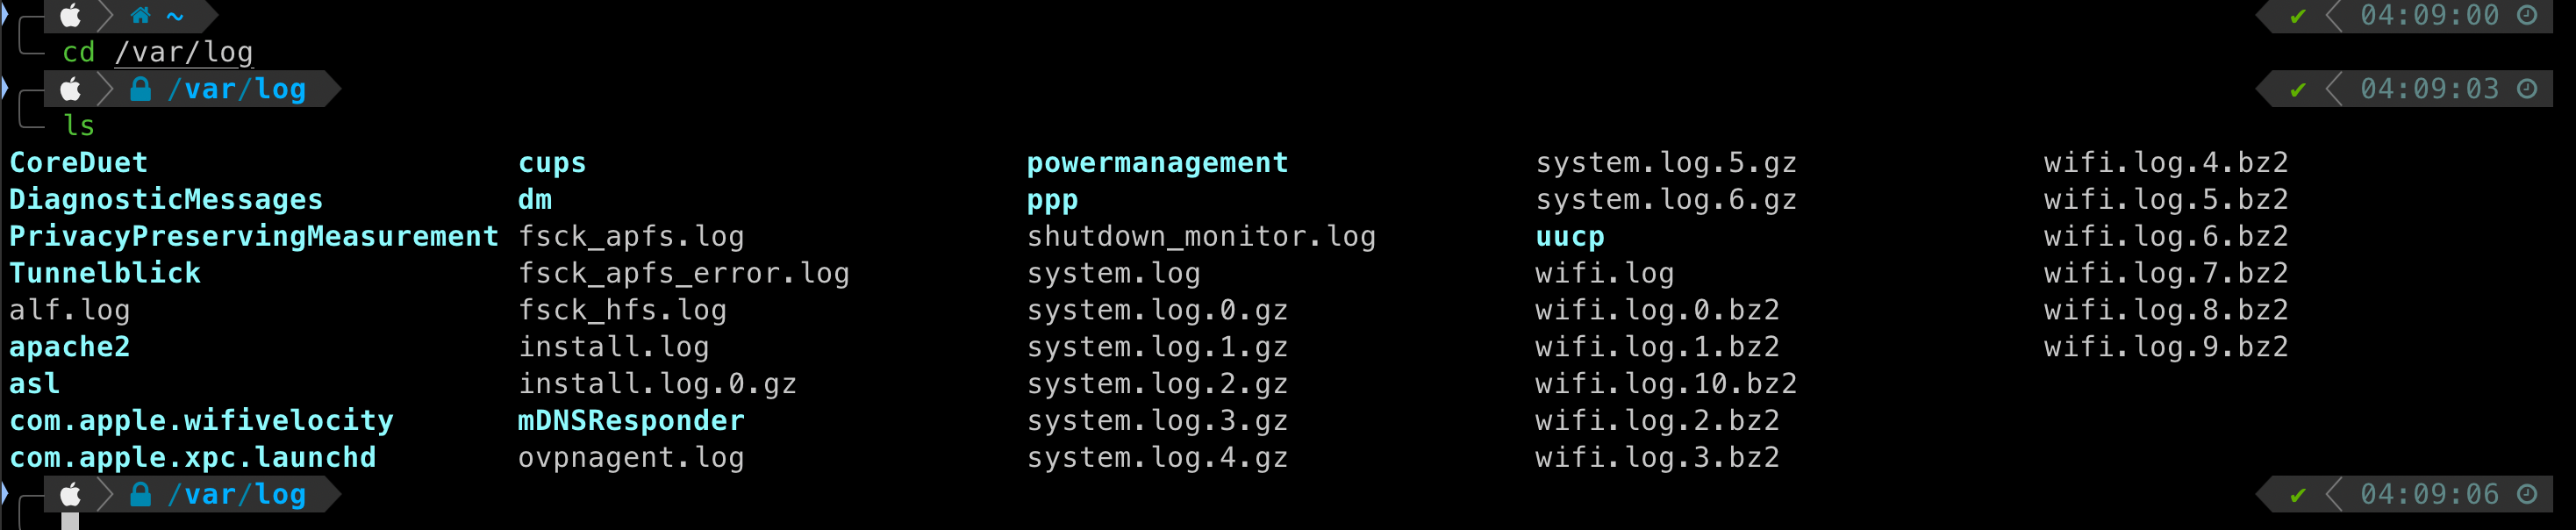 ~ ✔ 04:09:00
cd /var/log
/var/log ✔ 04:09:03
ls
CoreDuet cups powermanagement system.log.5.gz wifi.log.4.bz2
DiagnosticMessages dm ppp system.log.6.gz wifi.log.5.bz2
PrivacyPreservingMeasurement fsck_apfs.log shutdown_monitor.log uucp wifi.log.6.bz2
Tunnelblick fsck_apfs_error.log system.log wifi.log wifi.log.7.bz2
alf.log fsck_hfs.log system.log.0.gz wifi.log.0.bz2 wifi.log.8.bz2
apache2 install.log system.log.1.gz wifi.log.1.bz2 wifi.log.9.bz2
asl install.log.0.gz system.log.2.gz wifi.log.10.bz2
com.apple.wifivelocity mDNSResponder system.log.3.gz wifi.log.2.bz2
com.apple.xpc.launchd ovpnagent.log system.log.4.gz wifi.log.3.bz2
/var/log ✔ 04:09:06